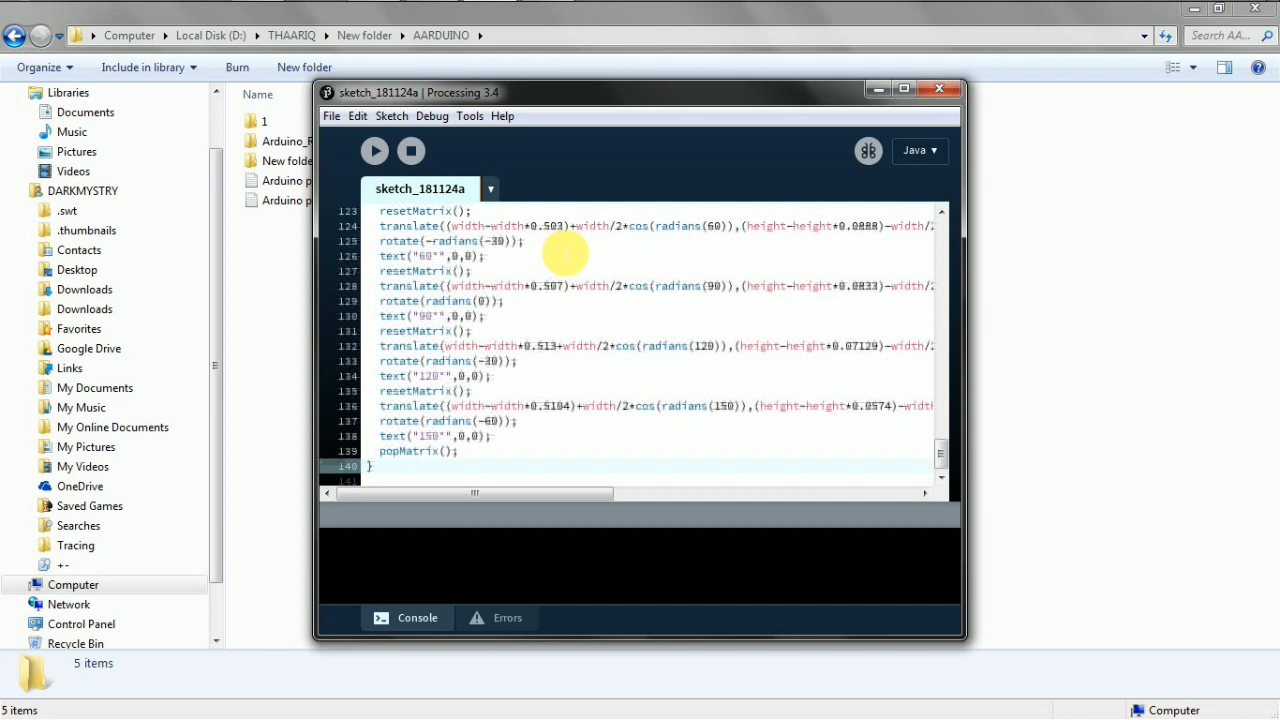 Computer ▸ Local Disk (D:) ▸ THAARIQ ▸ New folder ▸ AARDUINO ▸
Search AA...
Organize
Include in library
Burn
New folder
Libraries
Documents
Music
Pictures
Videos
DARKMYSTRY
.swt
.thumbnails
Contacts
Desktop
Downloads
Downloads
Favorites
Google Drive
Links
My Documents
My Music
My Online Documents
My Pictures
My Videos
OneDrive
Saved Games
Searches
Tracing
+-
Computer
Network
Control Panel
Recycle Bin
Name
1
Arduino_R
New folde
Arduino p
Arduino p
sketch_181124a | Processing 3.4
File Edit Sketch Debug Tools Help
Java ▾
sketch_181124a
123 resetMatrix();
124 translate((width-width*0.503)+width/2*cos(radians(60)),(height-height*0.0888)-width/2
125 rotate(-radians(-30));
126 text("60°",0,0);
127 resetMatrix();
128 translate((width-width*0.507)+width/2*cos(radians(90)),(height-height*0.0833)-width/2
129 rotate(radians(0));
130 text("90°",0,0);
131 resetMatrix();
132 translate(width-width*0.513+width/2*cos(radians(120)),(height-height*0.07129)-width/2
133 rotate(radians(-30));
134 text("120°",0,0);
135 resetMatrix();
136 translate((width-width*0.5104)+width/2*cos(radians(150)),(height-height*0.0574)-width
137 rotate(radians(-60));
138 text("150°",0,0);
139 popMatrix();
140 }
141
Console
Errors
5 items
5 items
Computer